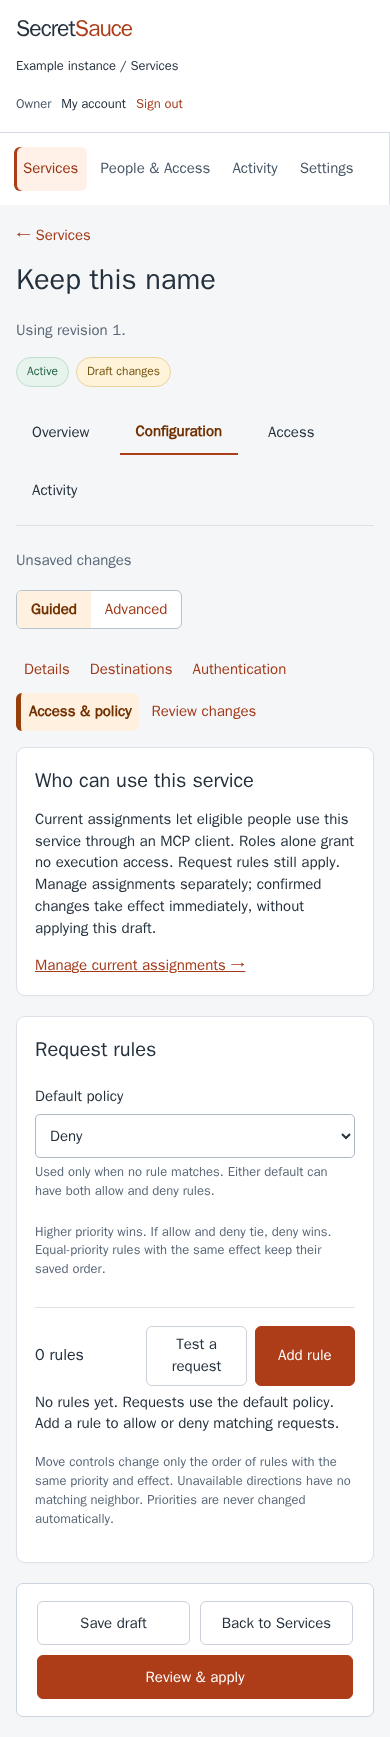 SecretSauce
Example instance / Services
Owner My account Sign out
Services People & Access Activity Settings
← Services
Keep this name
Using revision 1.
Active Draft changes
Overview Configuration Access
Activity
Unsaved changes
Guided Advanced
Details Destinations Authentication
Access & policy Review changes
Who can use this service
Current assignments let eligible people use this
service through an MCP client. Roles alone grant
no execution access. Request rules still apply.
Manage assignments separately; confirmed
changes take effect immediately, without
applying this draft.
Manage current assignments →
Request rules
Default policy
Deny
Used only when no rule matches. Either default can
have both allow and deny rules.
Higher priority wins. If allow and deny tie, deny wins.
Equal-priority rules with the same effect keep their
saved order.
0 rules
Test a
request
Add rule
No rules yet. Requests use the default policy.
Add a rule to allow or deny matching requests.
Move controls change only the order of rules with the
same priority and effect. Unavailable directions have no
matching neighbor. Priorities are never changed
automatically.
Save draft Back to Services
Review & apply